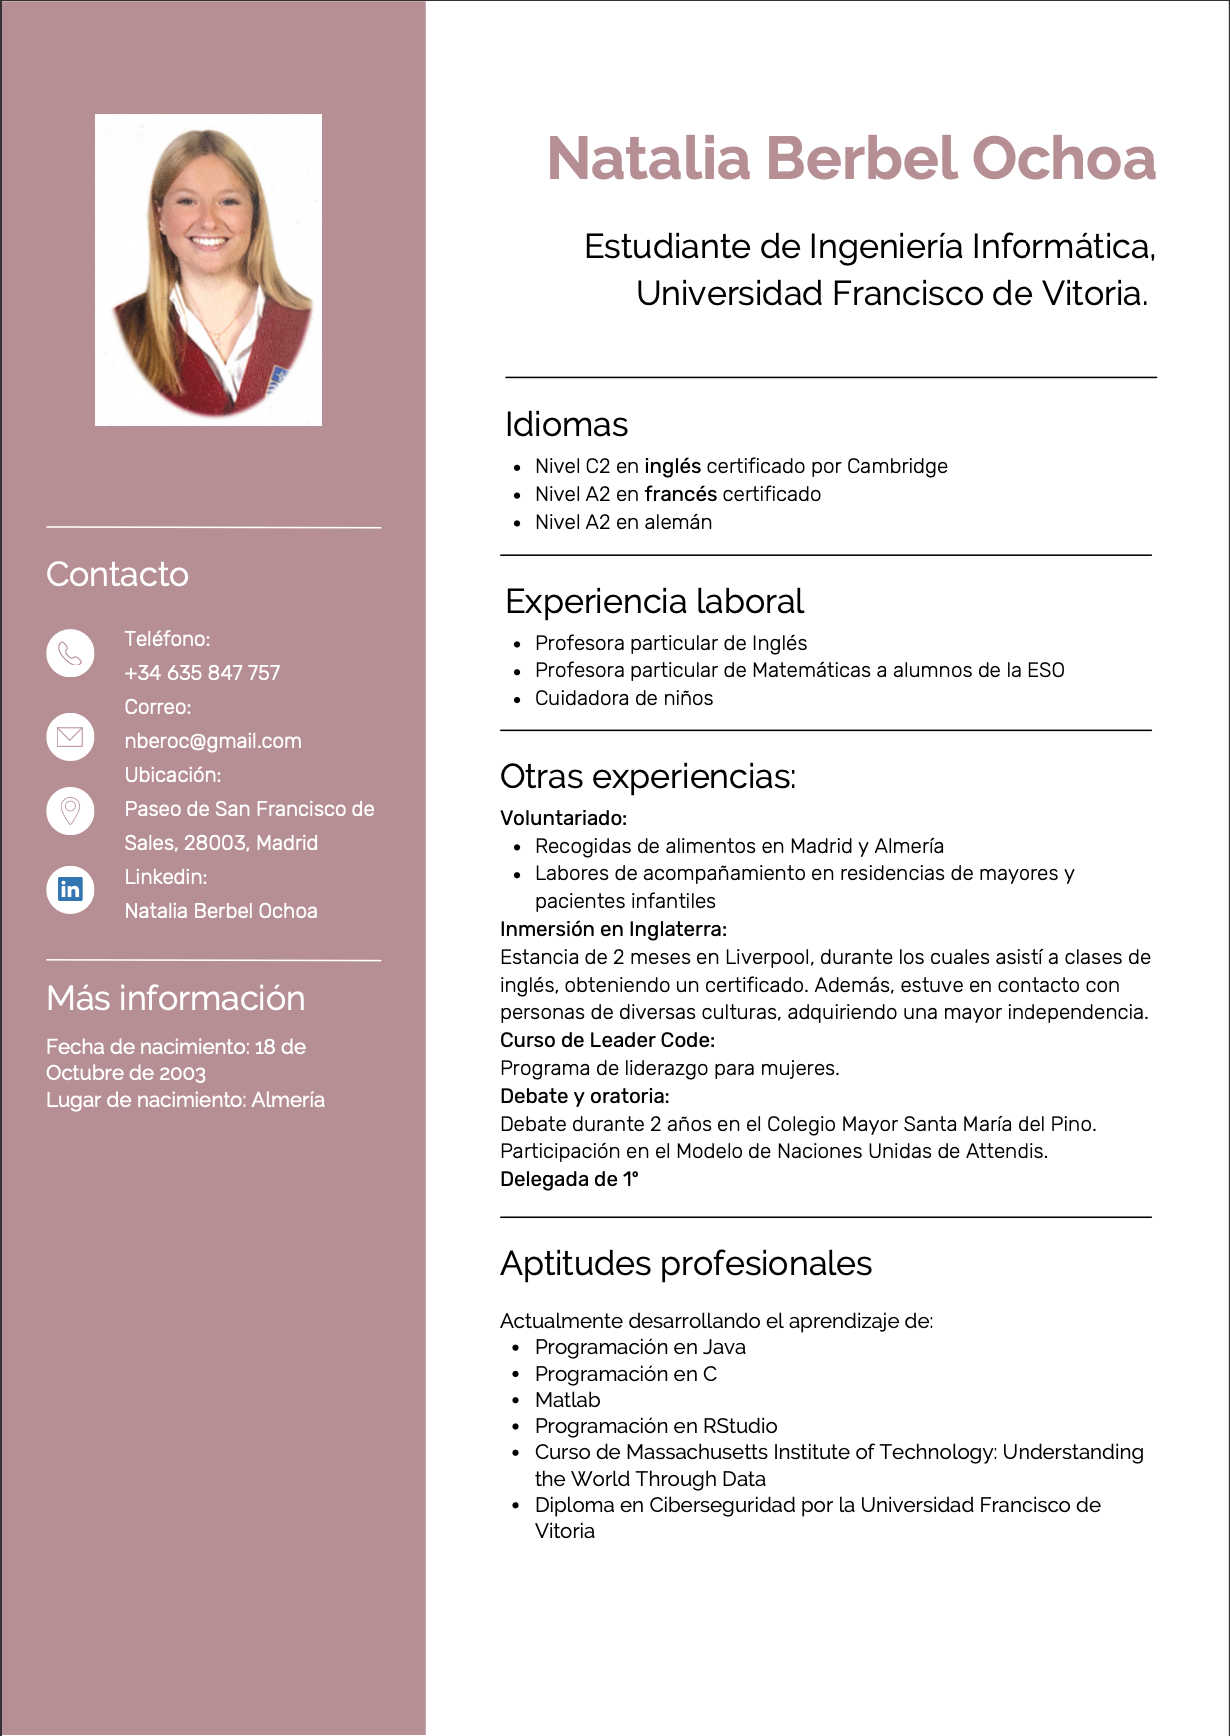 Natalia Berbel Ochoa
Estudiante de Ingeniería Informática,
Universidad Francisco de Vitoria.
Contacto
Teléfono:
+34 635 847 757
Correo:
nberoc@gmail.com
Ubicación:
Paseo de San Francisco de
Sales, 28003, Madrid
in
Linkedin:
Natalia Berbel Ochoa
Más información
Fecha de nacimiento: 18 de
Octubre de 2003
Lugar de nacimiento: Almería
Idiomas
• Nivel C2 en inglés certificado por Cambridge
• Nivel A2 en francés certificado
• Nivel A2 en alemán
Experiencia laboral
• Profesora particular de Inglés
• Profesora particular de Matemáticas a alumnos de la ESO
• Cuidadora de niños
Otras experiencias:
Voluntariado:
• Recogidas de alimentos en Madrid y Almería
• Labores de acompañamiento en residencias de mayores y
pacientes infantiles
Inmersión en Inglaterra:
Estancia de 2 meses en Liverpool, durante los cuales asistí a clases de
inglés, obteniendo un certificado. Además, estuve en contacto con
personas de diversas culturas, adquiriendo una mayor independencia.
Curso de Leader Code:
Programa de liderazgo para mujeres.
Debate y oratoria:
Debate durante 2 años en el Colegio Mayor Santa María del Pino.
Participación en el Modelo de Naciones Unidas de Attendis.
Delegada de 1º
Aptitudes profesionales
Actualmente desarrollando el aprendizaje de:
• Programación en Java
• Programación en C
• Matlab
• Programación en RStudio
• Curso de Massachusetts Institute of Technology: Understanding
the World Through Data
• Diploma en Ciberseguridad por la Universidad Francisco de
Vitoria